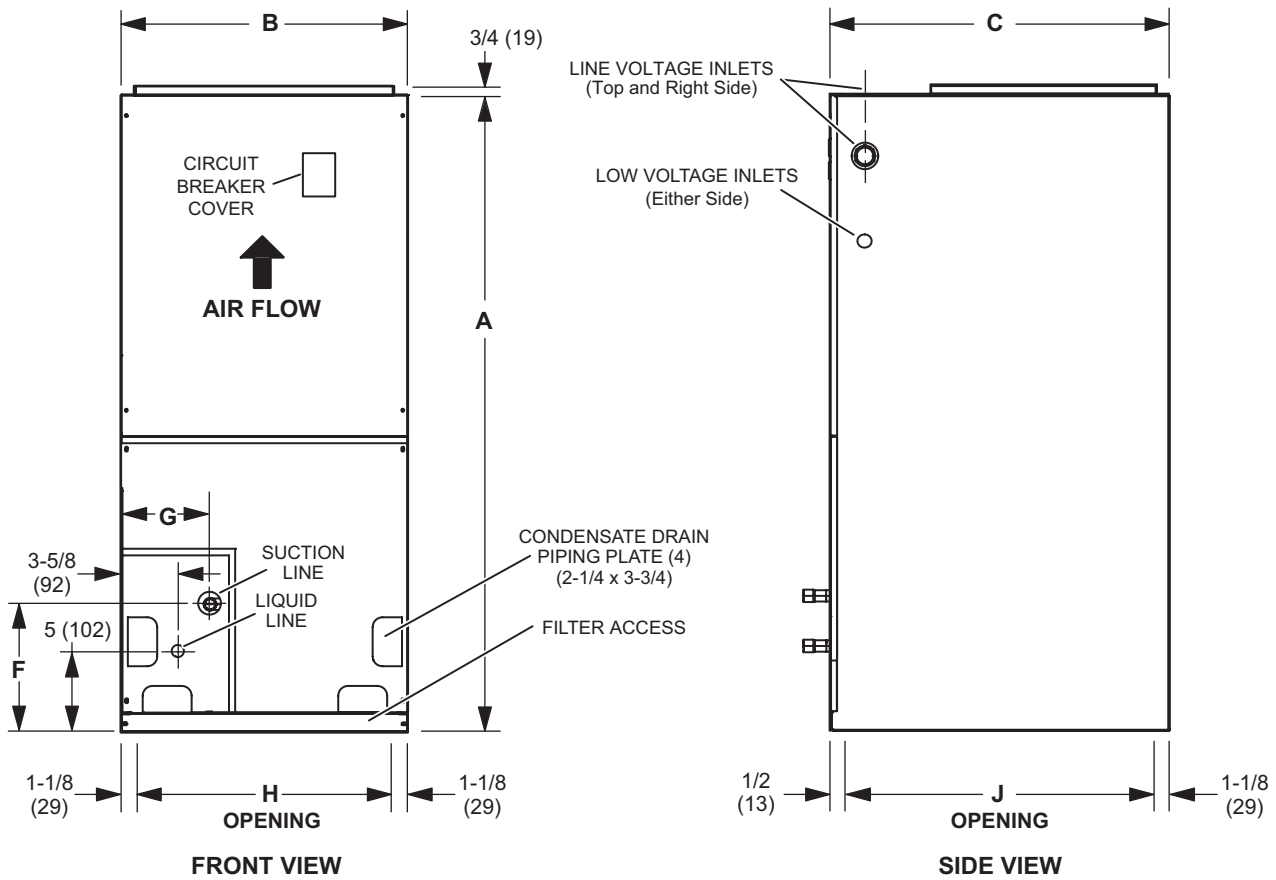 B
3/4 (19)
CIRCUIT
BREAKER
COVER
AIR FLOW
A
G
3-5/8
(92)
SUCTION
LINE
LIQUID
LINE
5 (102)
F
CONDENSATE DRAIN
PIPING PLATE (4)
(2-1/4 x 3-3/4)
FILTER ACCESS
1-1/8
(29)
H
OPENING
1-1/8
(29)
FRONT VIEW
C
LINE VOLTAGE INLETS
(Top and Right Side)
LOW VOLTAGE INLETS
(Either Side)
1/2
(13)
J
OPENING
1-1/8
(29)
SIDE VIEW